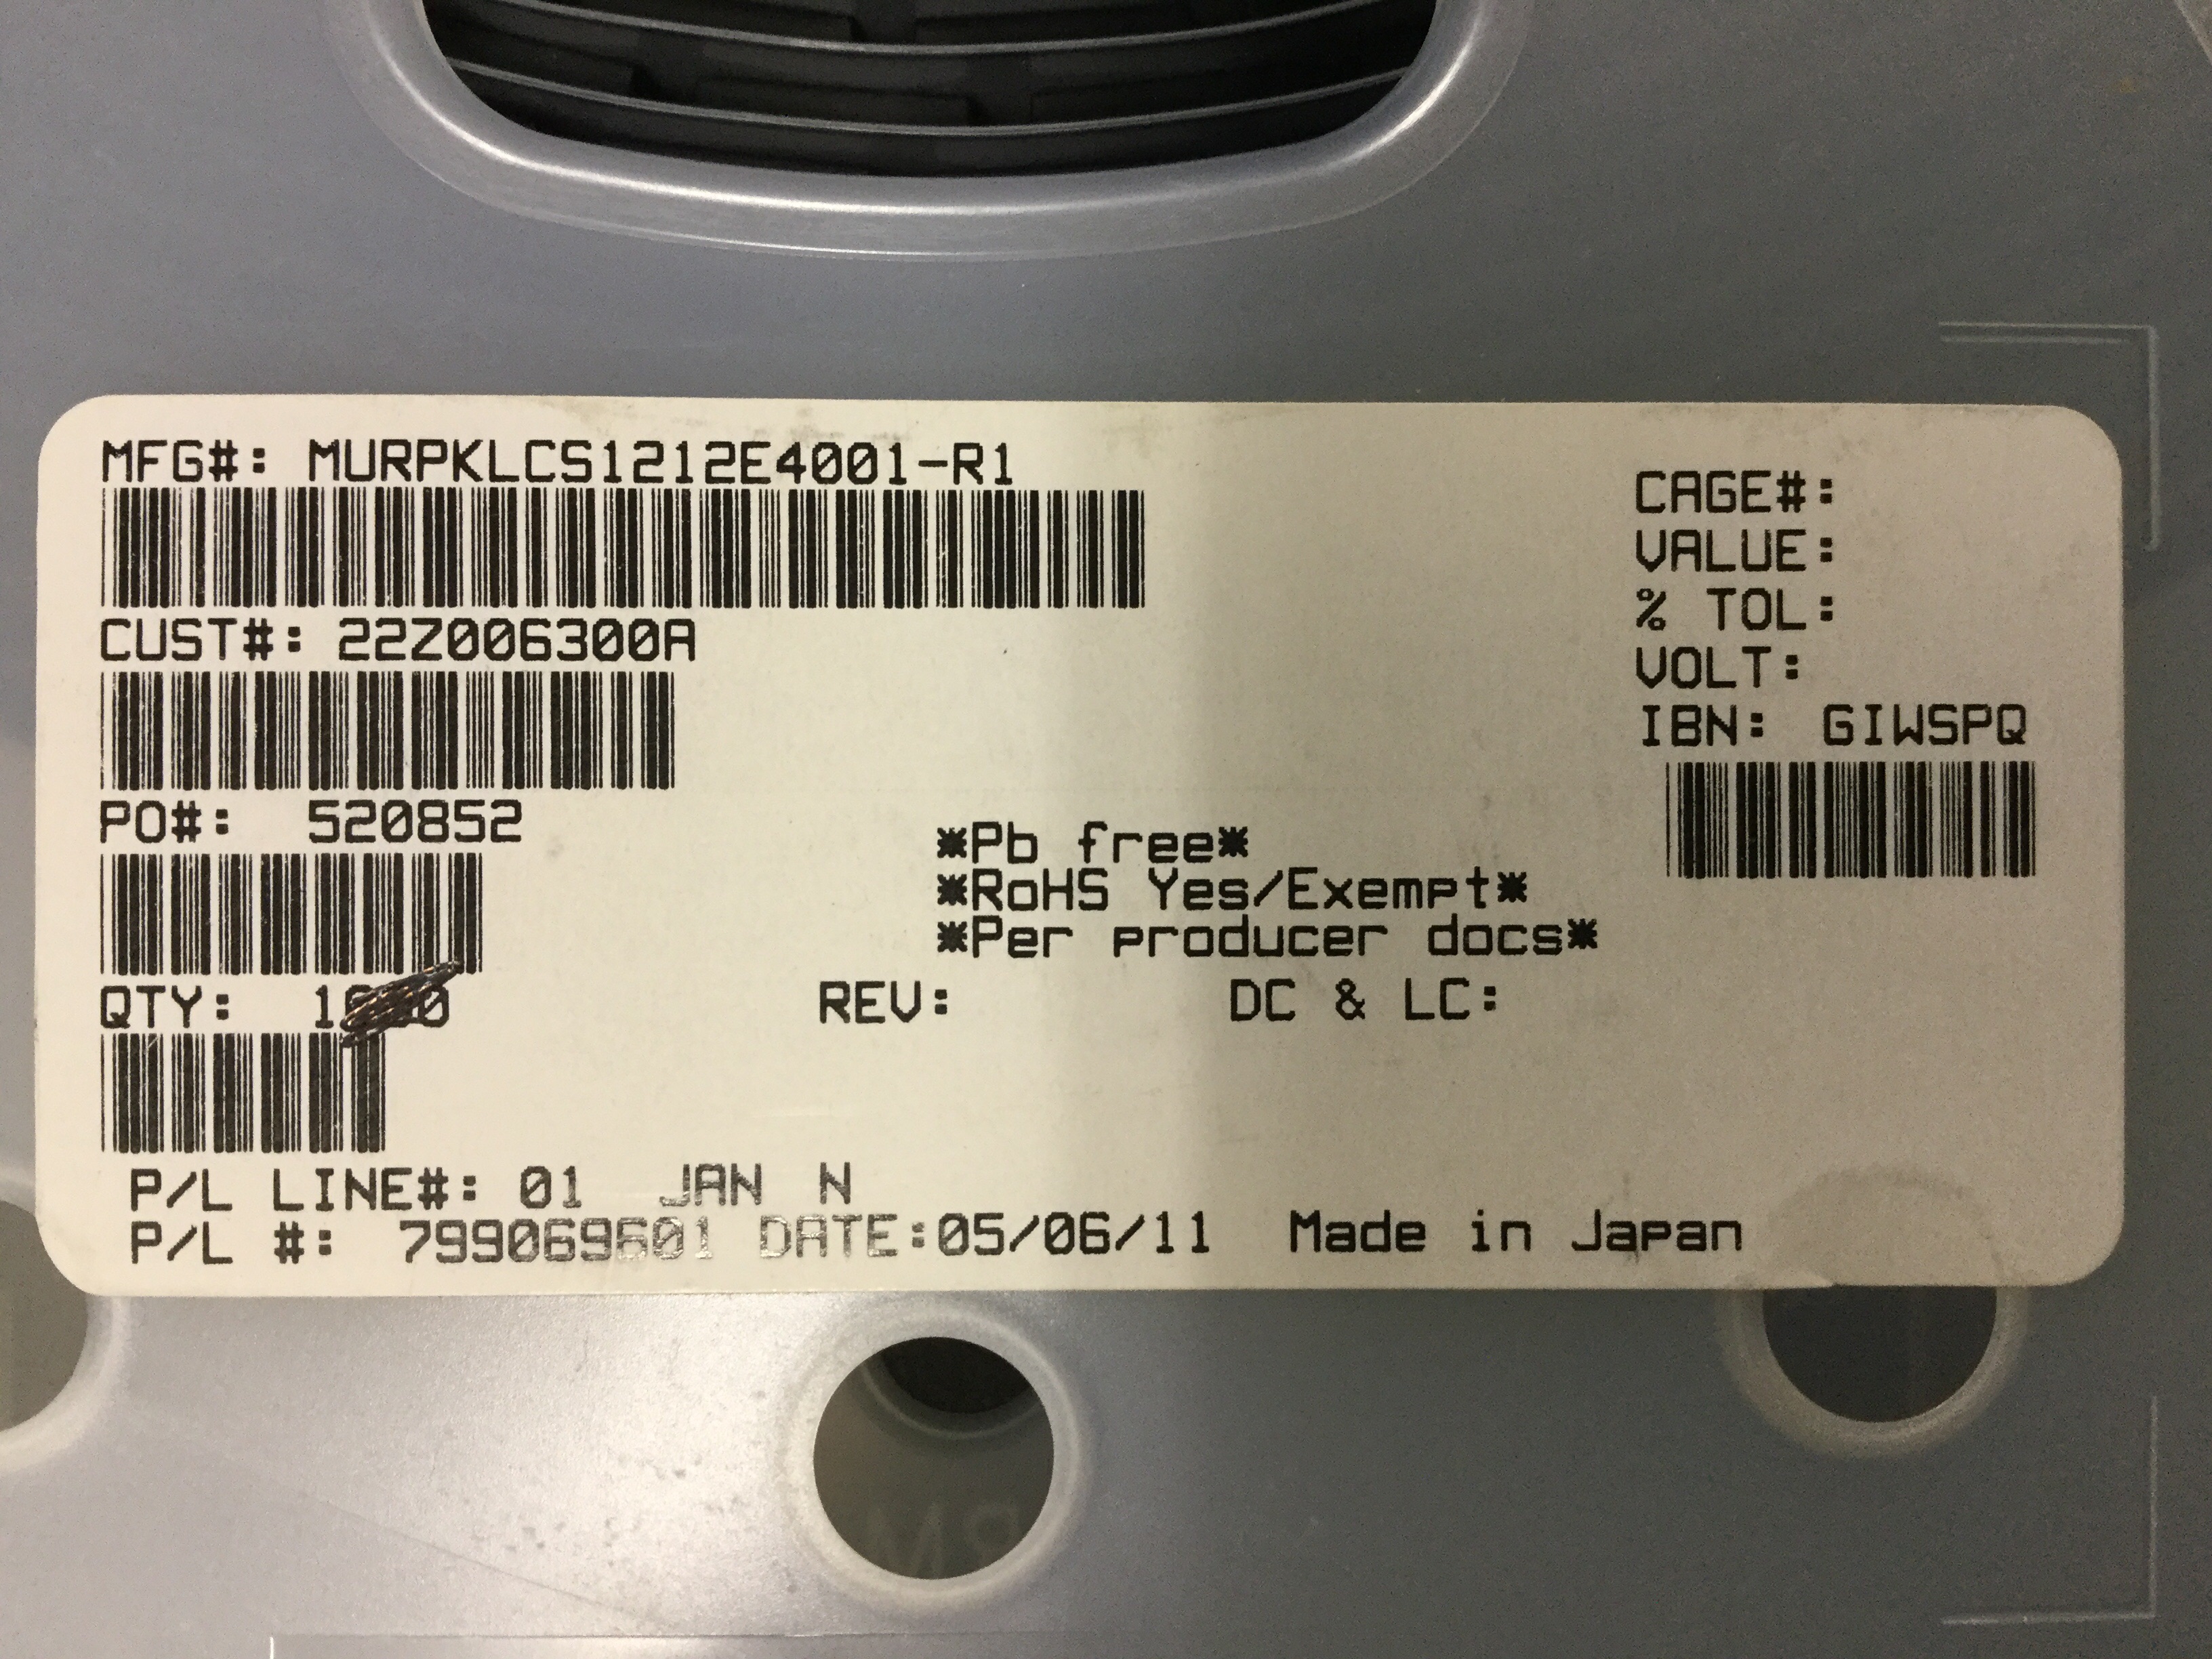 MFG#: MURPKLCS1212E4001-R1
CUST#: 22Z006300A
PO#: 520852
QTY:
CAGE#:
VALUE:
% TOL:
VOLT:
IBN: GIWSPQ
*Pb free*
*RoHS Yes/Exempt*
*Per producer docs*
REV: DC & LC:
P/L LINE#: 01 JAN N
P/L #: 799069601 DATE:05/06/11 Made in Japan